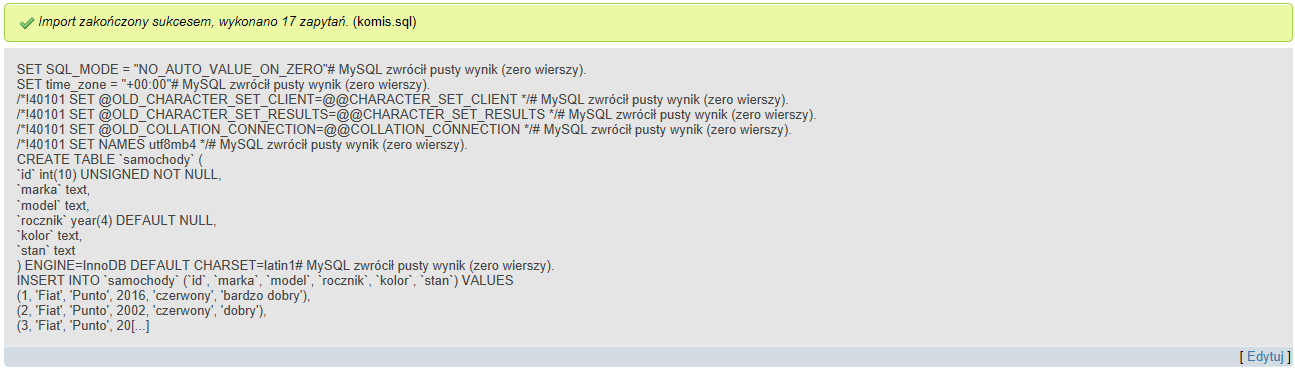 Import zakończony sukcesem, wykonano 17 zapytań. (komis.sql)
SET SQL_MODE = "NO_AUTO_VALUE_ON_ZERO"# MySQL zwrócił pusty wynik (zero wierszy).
SET time_zone = "+00:00"# MySQL zwrócił pusty wynik (zero wierszy).
/*!40101 SET @OLD_CHARACTER_SET_CLIENT=@@CHARACTER_SET_CLIENT */# MySQL zwrócił pusty wynik (zero wierszy).
/*!40101 SET @OLD_CHARACTER_SET_RESULTS=@@CHARACTER_SET_RESULTS */# MySQL zwrócił pusty wynik (zero wierszy).
/*!40101 SET @OLD_COLLATION_CONNECTION=@@COLLATION_CONNECTION */# MySQL zwrócił pusty wynik (zero wierszy).
/*!40101 SET NAMES utf8mb4 */# MySQL zwrócił pusty wynik (zero wierszy).
CREATE TABLE `samochody` (
`id` int(10) UNSIGNED NOT NULL,
`marka` text,
`model` text,
`rocznik` year(4) DEFAULT NULL,
`kolor` text,
`stan` text
) ENGINE=InnoDB DEFAULT CHARSET=latin1# MySQL zwrócił pusty wynik (zero wierszy).
INSERT INTO `samochody` (`id`, `marka`, `model`, `rocznik`, `kolor`, `stan`) VALUES
(1, 'Fiat', 'Punto', 2016, 'czerwony', 'bardzo dobry'),
(2, 'Fiat', 'Punto', 2002, 'czerwony', 'dobry'),
(3, 'Fiat', 'Punto', 20[...]
[ Edytuj ]